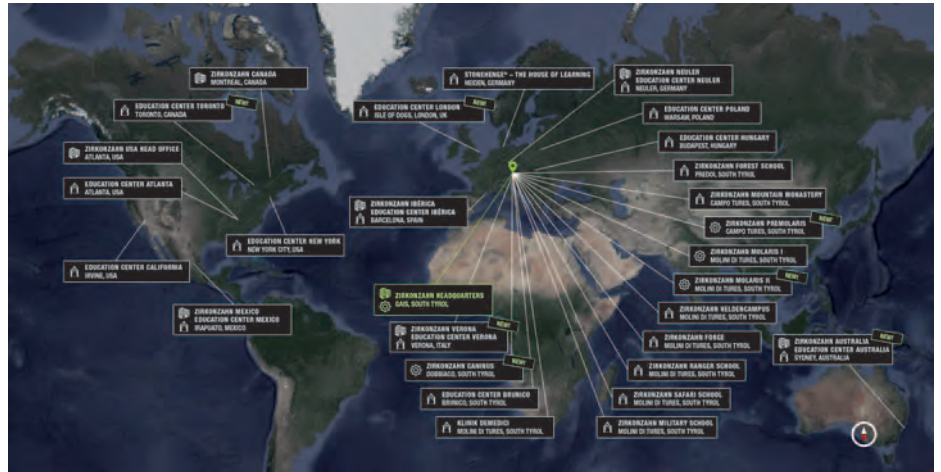 ZIRKONZAHN CANADA
MONTREAL, CANADA
NEW!
EDUCATION CENTER TORONTO
TORONTO, CANADA
ZIRKONZAHN USA HEAD OFFICE
ATLANTA, USA
EDUCATION CENTER ATLANTA
ATLANTA, USA
EDUCATION CENTER NEW YORK
NEW YORK CITY, USA
EDUCATION CENTER CALIFORNIA
IRVINE, USA
ZIRKONZAHN MEXICO
EDUCATION CENTER MEXICO
IRAPUATO, MEXICO
STONEHENGE® – THE HOUSE OF LEARNING
HEIDEN, GERMANY
NEW!
EDUCATION CENTER LONDON
ISLE OF DOGS, LONDON, UK
ZIRKONZAHN IBÉRICA
EDUCATION CENTER IBÉRICA
BARCELONA, SPAIN
ZIRKONZAHN HEADQUARTERS
GAIS, SOUTH TYROL
NEW!
ZIRKONZAHN VERONA
EDUCATION CENTER VERONA
VERONA, ITALY
NEW!
ZIRKONZAHN CANINUS
DOBBIACO, SOUTH TYROL
EDUCATION CENTER BRUNICO
BRUNICO, SOUTH TYROL
KLINIK DEMEDICI
MOLINI DI TURES, SOUTH TYROL
ZIRKONZAHN NEULER
EDUCATION CENTER NEULER
NEULER, GERMANY
EDUCATION CENTER POLAND
WARSAW, POLAND
EDUCATION CENTER HUNGARY
BUDAPEST, HUNGARY
ZIRKONZAHN FOREST SCHOOL
PREDOI, SOUTH TYROL
ZIRKONZAHN MOUNTAIN MONASTERY
CAMPO TURES, SOUTH TYROL
NEW!
ZIRKONZAHN PREMOLARIS
CAMPO TURES, SOUTH TYROL
ZIRKONZAHN MOLARIS I
MOLINI DI TURES, SOUTH TYROL
NEW!
ZIRKONZAHN MOLARIS II
MOLINI DI TURES, SOUTH TYROL
ZIRKONZAHN VELDENCAMPUS
MOLINI DI TURES, SOUTH TYROL
ZIRKONZAHN FORGE
MOLINI DI TURES, SOUTH TYROL
ZIRKONZAHN RANGER SCHOOL
MOLINI DI TURES, SOUTH TYROL
ZIRKONZAHN SAFARI SCHOOL
MOLINI DI TURES, SOUTH TYROL
ZIRKONZAHN MILITARY SCHOOL
MOLINI DI TURES, SOUTH TYROL
NEW!
ZIRKONZAHN AUSTRALIA
EDUCATION CENTER AUSTRALIA
SYDNEY, AUSTRALIA